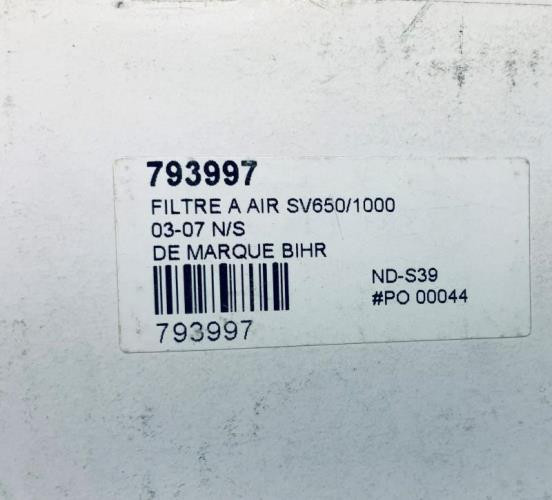 793997
FILTRE A AIR SV650/1000
03-07 N/S
DE MARQUE BIHR
ND-S39
#PO 00044
793997